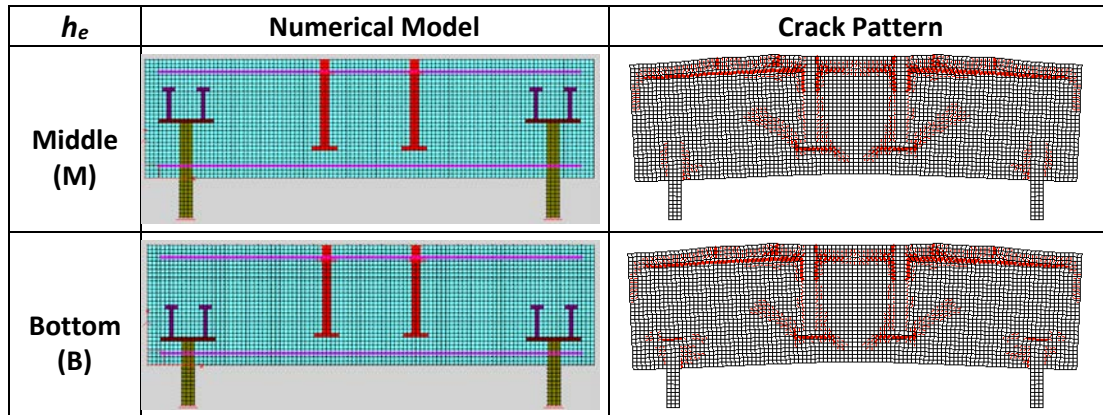 he
Numerical Model
Crack Pattern
Middle
(M)
Bottom
(B)